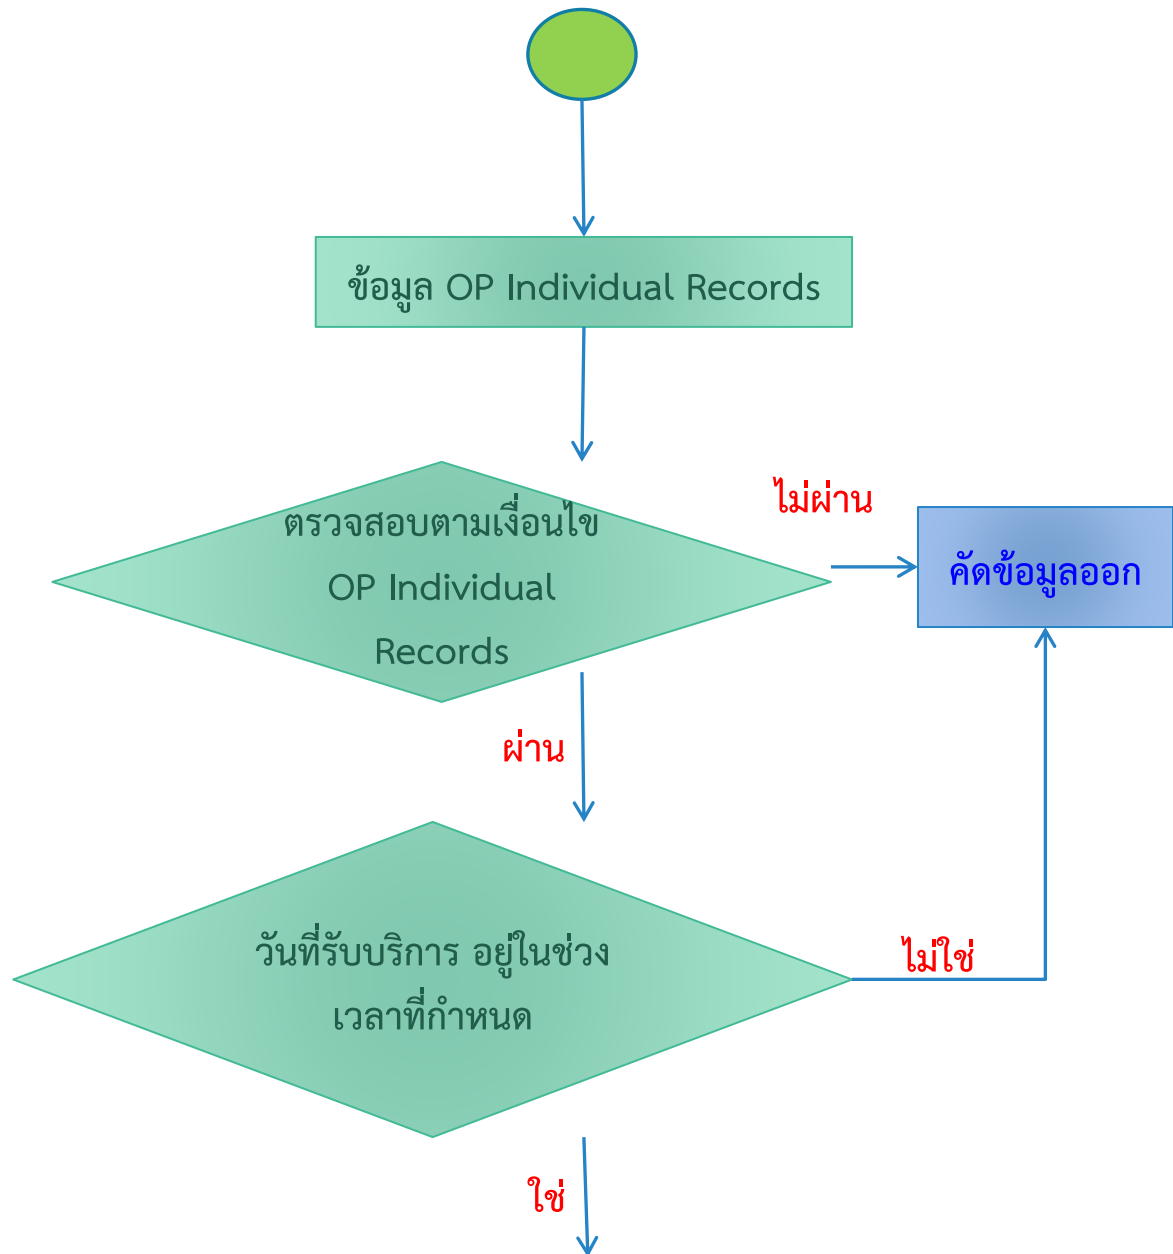 ข้อมูล OP Individual Records
ตรวจสอบตามเงื่อนไข
OP Individual
Records
ไม่ผ่าน
คัดข้อมูลออก
ผ่าน
วันที่รับบริการ อยู่ในช่วง
เวลาที่กำหนด
ไม่ใช่
ใช่